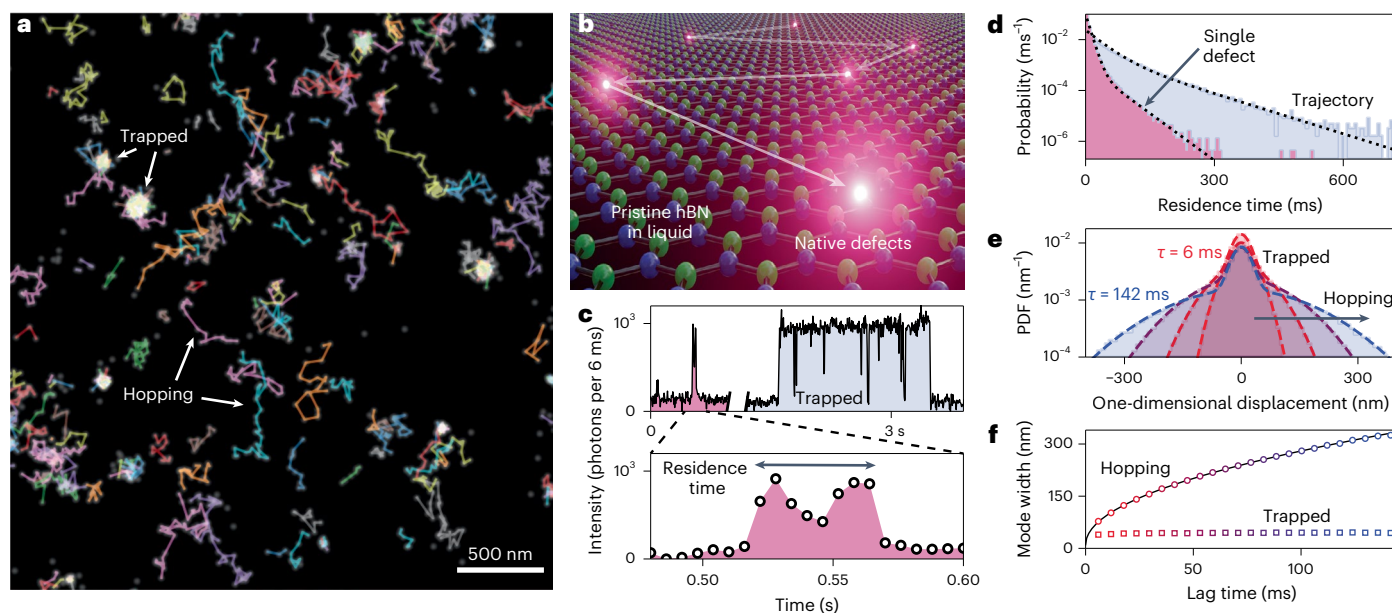 a
Trapped
Hopping
500 nm
b
Pristine hBN
in liquid
Native defects
c
Intensity (photons per 6 ms)
10³
0
Trapped
0
3 s
10³
Residence
time
0
0.50
0.55
0.60
Time (s)
d
Probability (ms⁻¹)
10⁻²
10⁻⁴
10⁻⁶
Single
defect
Trajectory
0
300
600
Residence time (ms)
e
PDF (nm⁻¹)
10⁻²
10⁻³
10⁻⁴
τ = 6 ms
Trapped
τ = 142 ms
Hopping
−300
0
300
One-dimensional displacement (nm)
f
Mode width (nm)
300
150
0
Hopping
Trapped
0
50
100
Lag time (ms)